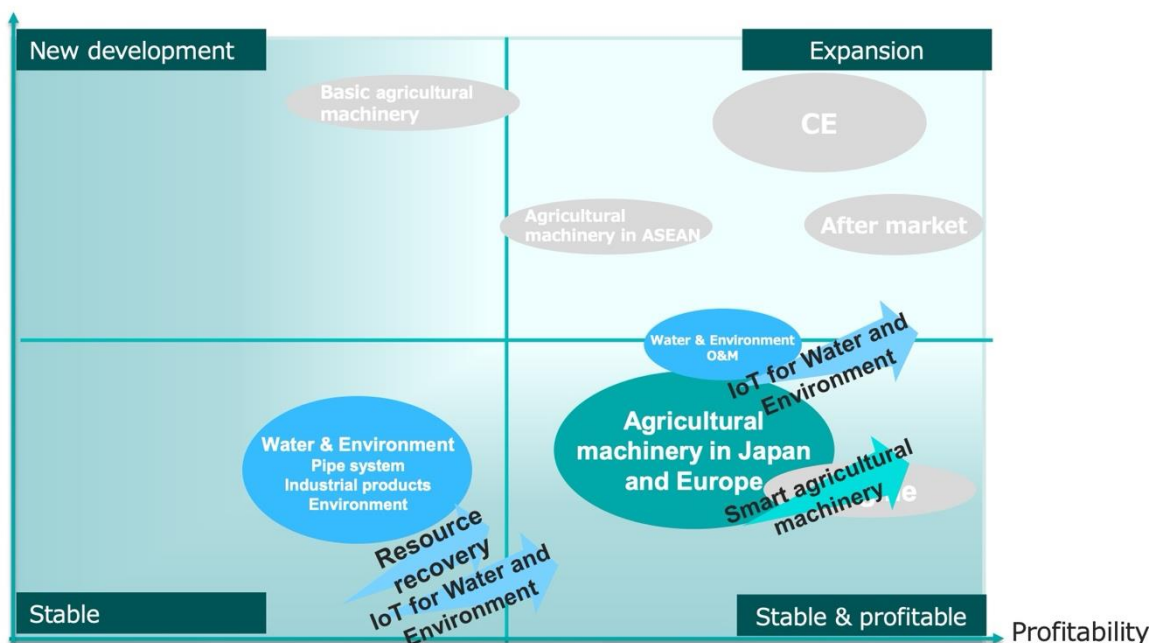 New development
Expansion
Basic agricultural
machinery
CE
Agricultural
machinery in ASEAN
After market
Water & Environment
O&M
IoT for Water and
Environment
Agricultural
machinery in Japan
and Europe
Smart agricultural
machinery
Water & Environment
Pipe system
Industrial products
Environment
Resource
recovery
IoT for Water and
Environment
Stable
Stable & profitable
Profitability